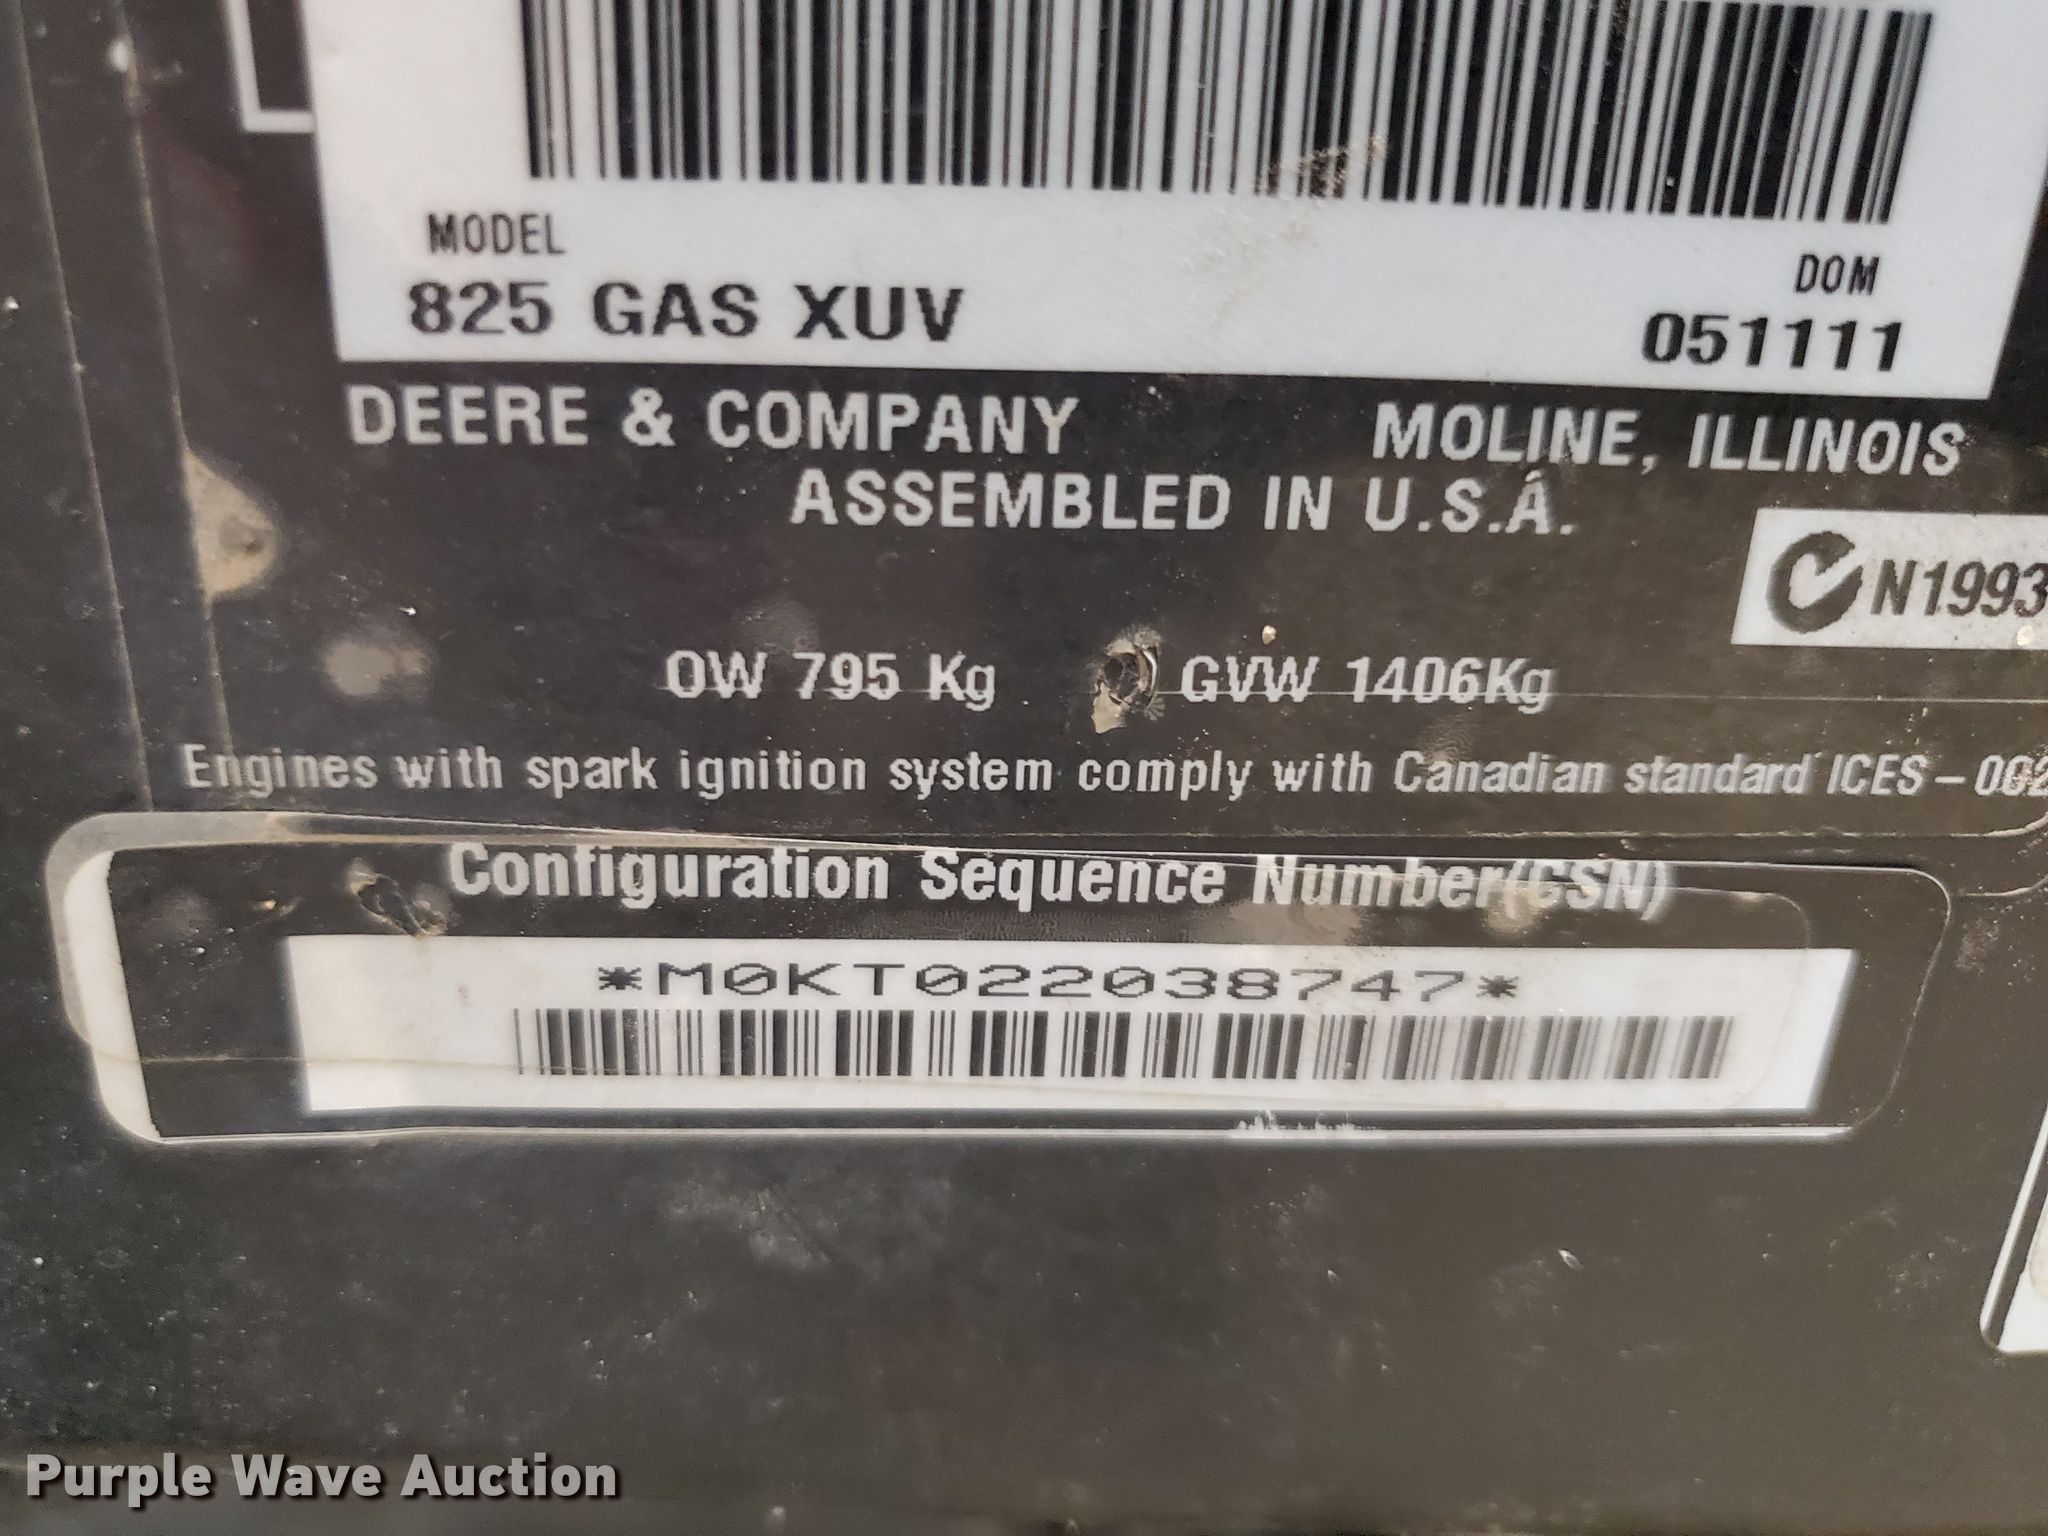 MODEL
825 GAS XUV
DOM
051111
DEERE & COMPANY MOLINE, ILLINOIS
ASSEMBLED IN U.S.A.
N1993
OW 795 Kg GVW 1406Kg
Engines with spark ignition system comply with Canadian standard ICES - 002
Configuration Sequence Number(CSN)
*M0KT022038747*
Purple Wave Auction